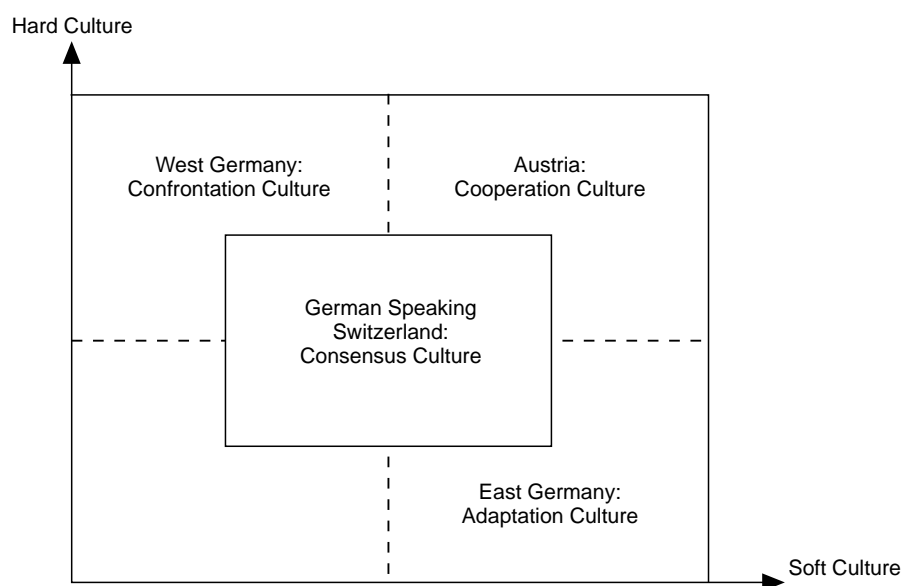 Hard Culture
West Germany:
Confrontation Culture
Austria:
Cooperation Culture
German Speaking
Switzerland:
Consensus Culture
East Germany:
Adaptation Culture
Soft Culture